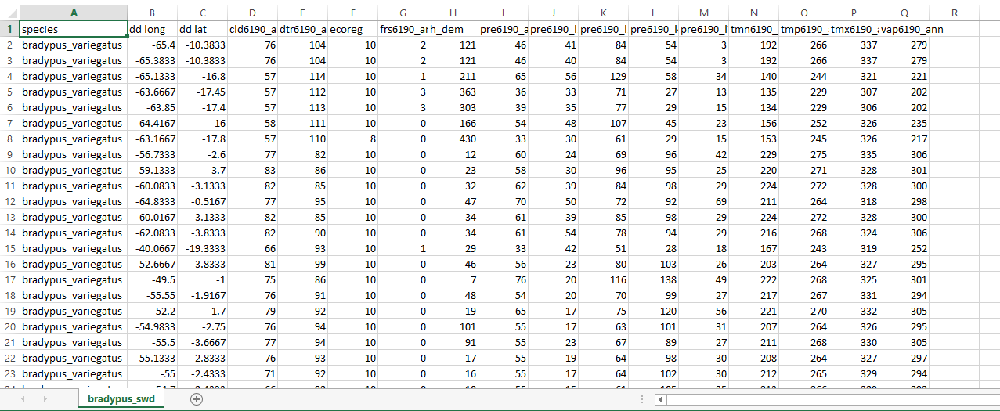 A B C D E F G H I J K L M N O P Q R
1 species dd long dd lat cld6190_a dtr6190_a ecoreg frs6190_an h_dem pre6190_a pre6190_l pre6190_l pre6190_l pre6190_l tmn6190_ tmp6190_ tmx6190_a vap6190_ann
2 bradypus_variegatus -65.4 -10.3833 76 104 10 2 121 46 41 84 54 3 192 266 337 279
3 bradypus_variegatus -65.3833 -10.3833 76 104 10 2 121 46 40 84 54 3 192 266 337 279
4 bradypus_variegatus -65.1333 -16.8 57 114 10 1 211 65 56 129 58 34 140 244 321 221
5 bradypus_variegatus -63.6667 -17.45 57 112 10 3 363 36 33 71 27 13 135 229 307 202
6 bradypus_variegatus -63.85 -17.4 57 113 10 3 303 39 35 77 29 15 134 229 306 202
7 bradypus_variegatus -64.4167 -16 58 111 10 0 166 54 48 107 45 23 156 252 326 235
8 bradypus_variegatus -63.1667 -17.8 57 110 8 0 430 33 30 61 29 15 153 245 326 217
9 bradypus_variegatus -56.7333 -2.6 77 82 10 0 12 60 24 69 96 42 229 275 335 306
10 bradypus_variegatus -59.1333 -3.7 83 86 10 0 23 58 30 96 95 25 220 271 328 301
11 bradypus_variegatus -60.0833 -3.1333 82 85 10 0 32 62 39 84 98 29 224 272 328 300
12 bradypus_variegatus -64.8333 -0.5167 77 95 10 0 47 70 50 72 92 69 211 264 318 298
13 bradypus_variegatus -60.0167 -3.1333 82 85 10 0 34 61 39 85 98 29 224 272 328 300
14 bradypus_variegatus -62.0833 -3.8333 82 90 10 0 34 61 54 78 94 29 216 268 324 306
15 bradypus_variegatus -40.0667 -19.3333 66 93 10 1 29 33 42 51 28 18 167 243 319 252
16 bradypus_variegatus -52.6667 -3.8333 81 99 10 0 46 56 23 80 103 26 203 264 327 295
17 bradypus_variegatus -49.5 -1 75 86 10 0 7 76 20 116 138 49 222 268 325 301
18 bradypus_variegatus -55.55 -1.9167 76 91 10 0 48 54 20 70 99 27 217 267 331 294
19 bradypus_variegatus -52.2 -1.7 79 92 10 0 19 65 17 75 120 56 221 270 332 305
20 bradypus_variegatus -54.9833 -2.75 76 94 10 0 101 55 17 63 101 31 207 264 326 295
21 bradypus_variegatus -55.5 -3.6667 77 94 10 0 91 55 23 67 89 27 211 268 330 305
22 bradypus_variegatus -55.1333 -2.8333 76 93 10 0 17 55 19 64 98 30 208 264 327 297
23 bradypus_variegatus -55 -2.4333 71 92 10 0 16 55 17 64 102 30 212 265 329 294
bradypus_swd